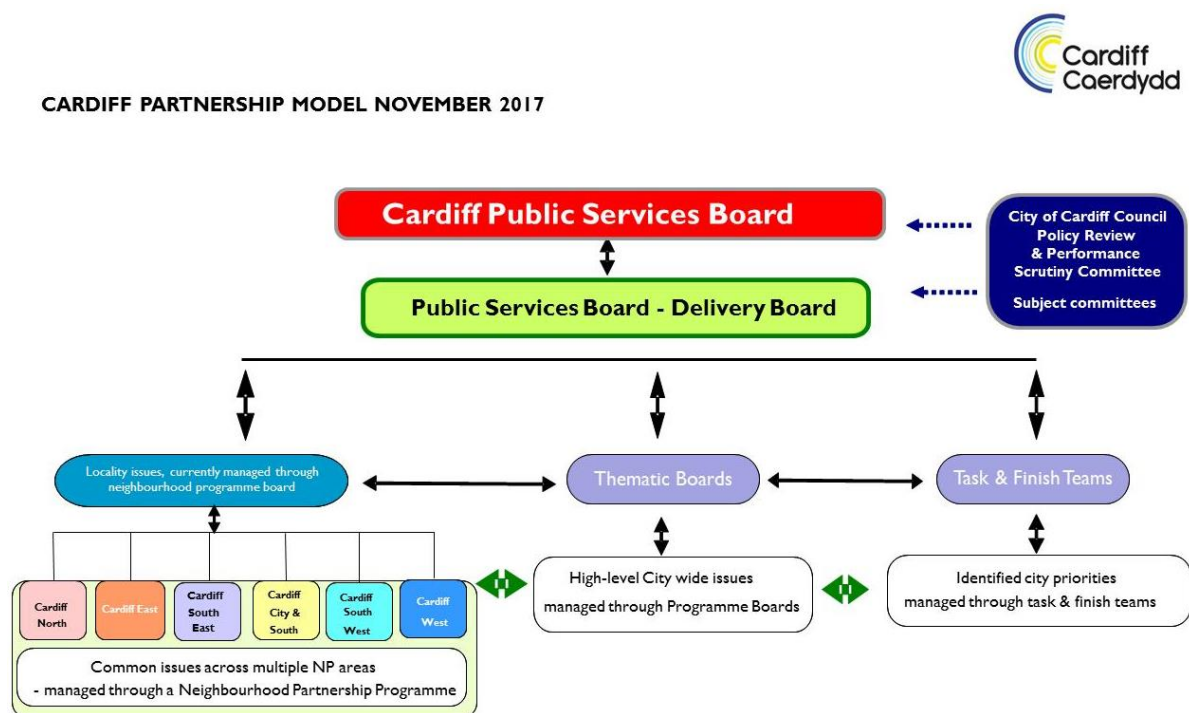 Cardiff
Caerdydd
CARDIFF PARTNERSHIP MODEL NOVEMBER 2017
Cardiff Public Services Board
City of Cardiff Council
Policy Review
& Performance
Scrutiny Committee
Subject committees
Public Services Board - Delivery Board
Locality issues, currently managed through
neighbourhood programme board
Thematic Boards
Task & Finish Teams
Cardiff
North
Cardiff East
Cardiff
South
East
Cardiff
City &
South
Cardiff
South
West
Cardiff
West
Common issues across multiple NP areas
- managed through a Neighbourhood Partnership Programme
High-level City wide issues
managed through Programme Boards
Identified city priorities
managed through task & finish teams